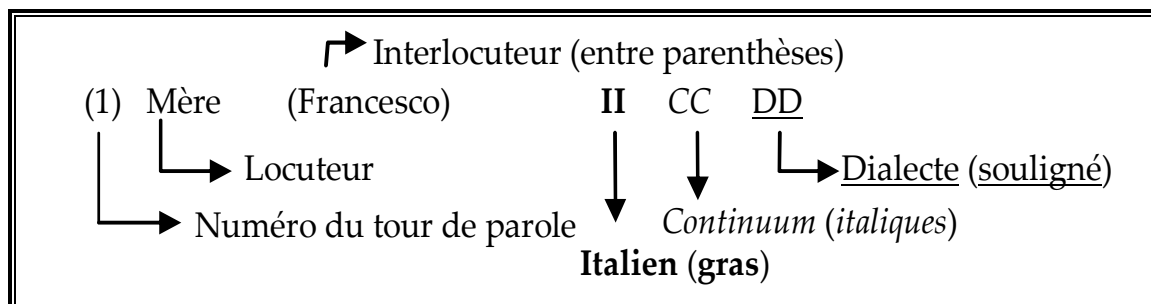 Interlocuteur (entre parenthèses)
(1) Mère (Francesco) II CC DD
Locuteur Dialecte (souligné)
Numéro du tour de parole Continuum (italiques)
Italien (gras)